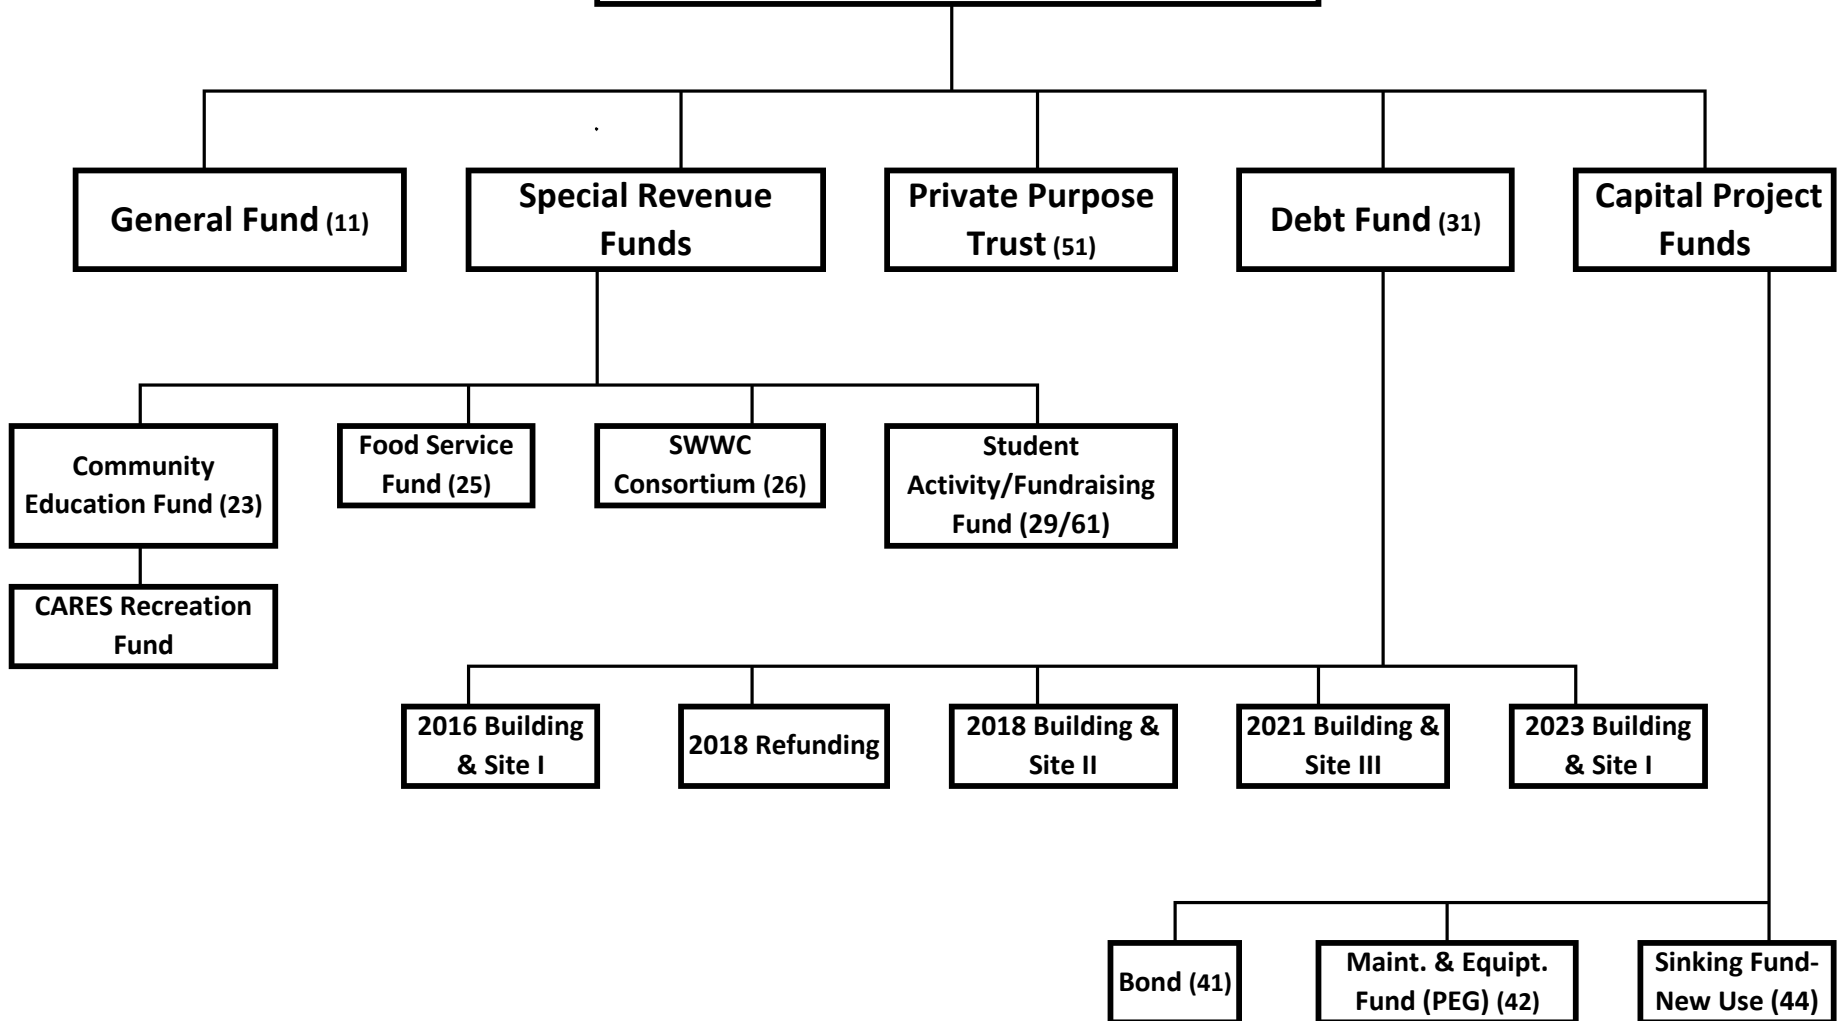 General Fund (11)
Special Revenue
Funds
Private Purpose
Trust (51)
Debt Fund (31)
Capital Project
Funds
Community
Education Fund (23)
Food Service
Fund (25)
SWWC
Consortium (26)
Student
Activity/Fundraising
Fund (29/61)
CARES Recreation
Fund
2016 Building
& Site I
2018 Refunding
2018 Building &
Site II
2021 Building &
Site III
2023 Building
& Site I
Bond (41)
Maint. & Equipt.
Fund (PEG) (42)
Sinking Fund-
New Use (44)